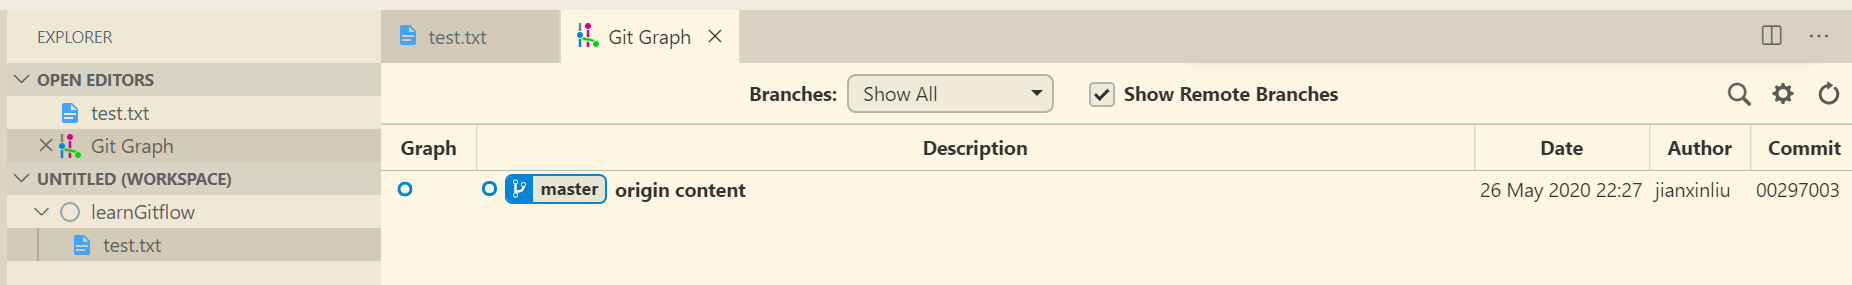 EXPLORER
OPEN EDITORS
test.txt
Git Graph
UNTITLED (WORKSPACE)
learnGitflow
test.txt
test.txt
Git Graph
Branches: Show All Show Remote Branches
Graph Description Date Author Commit
master origin content 26 May 2020 22:27 jianxinliu 00297003